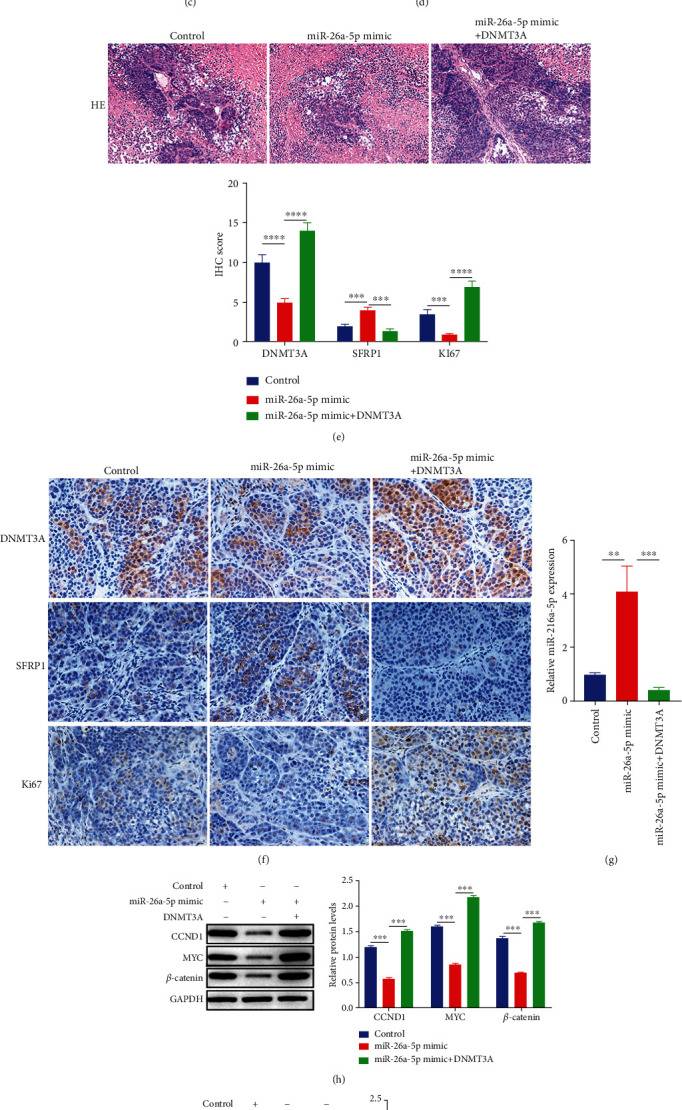 (c)
(d)
Control
miR-26a-5p mimic
miR-26a-5p mimic
+DNMT3A
HE
20
15
10
5
0
IHC score
****
****
***
***
***
****
DNMT3A
SFRP1
KI67
Control
miR-26a-5p mimic
miR-26a-5p mimic+DNMT3A
(e)
Control
miR-26a-5p mimic
miR-26a-5p mimic
+DNMT3A
DNMT3A
SFRP1
Ki67
(f)
6
4
2
0
Relative miR-216a-5p expression
**
***
Control
miR-26a-5p mimic
miR-26a-5p mimic+DNMT3A
(g)
Control + – –
miR-26a-5p mimic – + +
DNMT3A – – +
CCND1
MYC
β-catenin
GAPDH
2.5
2.0
1.5
1.0
0.5
0.0
Relative protein levels
***
***
***
***
***
***
CCND1
MYC
β-catenin
Control
miR-26a-5p mimic
miR-26a-5p mimic+DNMT3A
(h)
Control + – –
2.5